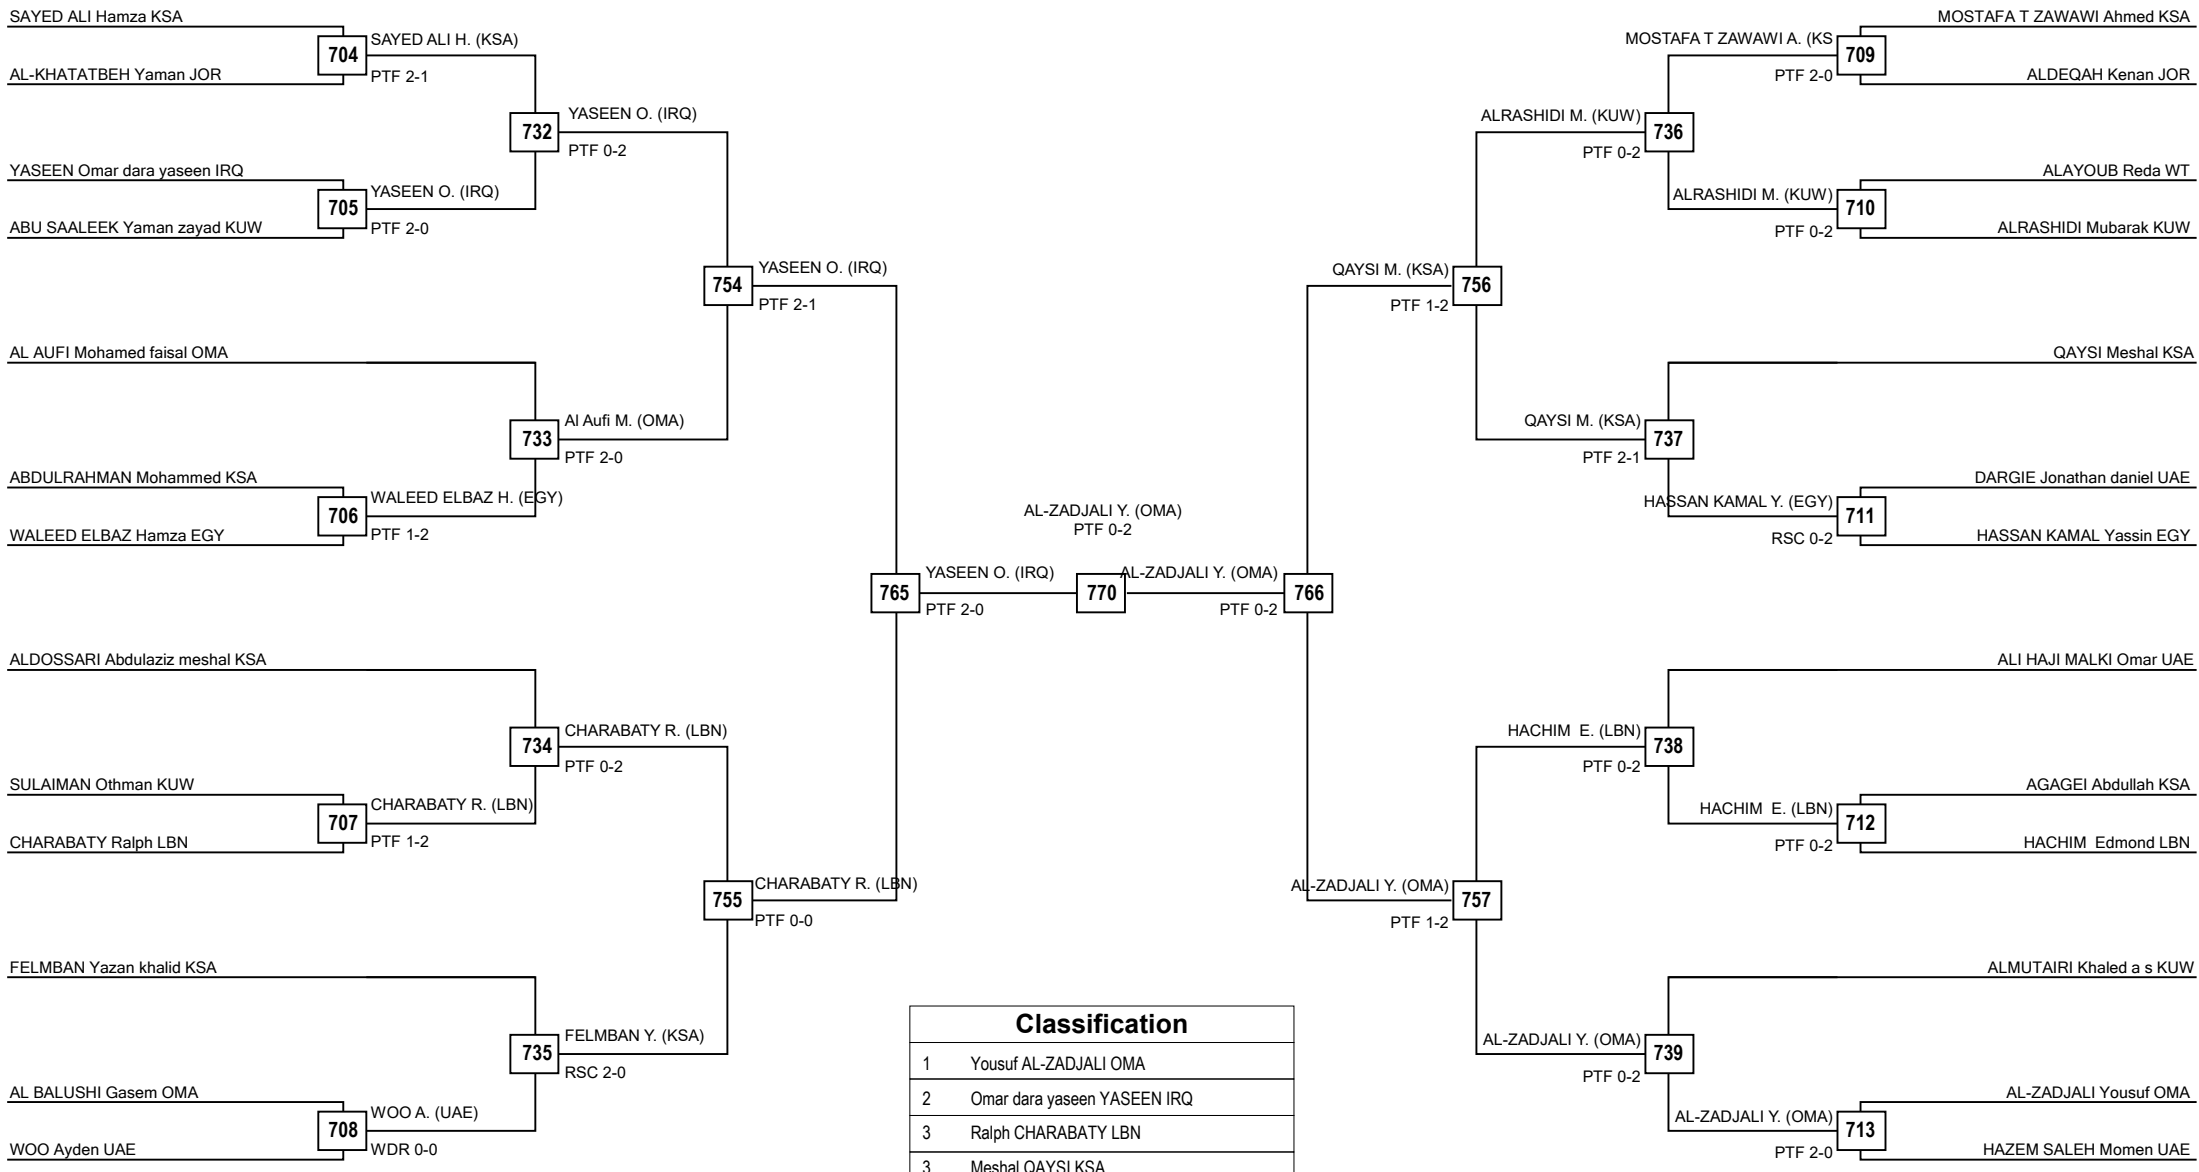 SAYED ALI Hamza KSA
704
SAYED ALI H. (KSA)
PTF 2-1
AL-KHATATBEH Yaman JOR
732
YASEEN O. (IRQ)
PTF 0-2
YASEEN Omar dara yaseen IRQ
705
YASEEN O. (IRQ)
PTF 2-0
ABU SAALEEK Yaman zayad KUW
754
YASEEN O. (IRQ)
PTF 2-1
AL AUFI Mohamed faisal OMA
733
Al Aufi M. (OMA)
PTF 2-0
ABDULRAHMAN Mohammed KSA
706
WALEED ELBAZ H. (EGY)
PTF 1-2
WALEED ELBAZ Hamza EGY
765
YASEEN O. (IRQ)
PTF 2-0
ALDOSSARI Abdulaziz meshal KSA
734
CHARABATY R. (LBN)
PTF 0-2
SULAIMAN Othman KUW
707
CHARABATY R. (LBN)
PTF 1-2
CHARABATY Ralph LBN
755
CHARABATY R. (LBN)
PTF 0-0
FELMBAN Yazan khalid KSA
735
FELMBAN Y. (KSA)
RSC 2-0
AL BALUSHI Gasem OMA
708
WOO A. (UAE)
WDR 0-0
WOO Ayden UAE
AL-ZADJALI Y. (OMA)
PTF 0-2
770
MOSTAFA T ZAWAWI Ahmed KSA
MOSTAFA T ZAWAWI A. (KS
709
PTF 2-0
ALDEQAH Kenan JOR
ALRASHIDI M. (KUW)
736
PTF 0-2
ALAYOUB Reda WT
ALRASHIDI M. (KUW)
710
PTF 0-2
ALRASHIDI Mubarak KUW
QAYSI M. (KSA)
756
PTF 1-2
QAYSI Meshal KSA
QAYSI M. (KSA)
737
PTF 2-1
DARGIE Jonathan daniel UAE
HASSAN KAMAL Y. (EGY)
711
RSC 0-2
HASSAN KAMAL Yassin EGY
AL-ZADJALI Y. (OMA)
766
PTF 0-2
ALI HAJI MALKI Omar UAE
HACHIM E. (LBN)
738
PTF 0-2
AGAGEI Abdullah KSA
HACHIM E. (LBN)
712
PTF 0-2
HACHIM Edmond LBN
AL-ZADJALI Y. (OMA)
757
PTF 1-2
ALMUTAIRI Khaled a s KUW
AL-ZADJALI Y. (OMA)
739
PTF 0-2
AL-ZADJALI Yousuf OMA
AL-ZADJALI Y. (OMA)
713
PTF 2-0
HAZEM SALEH Momen UAE
Classification
1 Yousuf AL-ZADJALI OMA
2 Omar dara yaseen YASEEN IRQ
3 Ralph CHARABATY LBN
3 Meshal QAYSI KSA